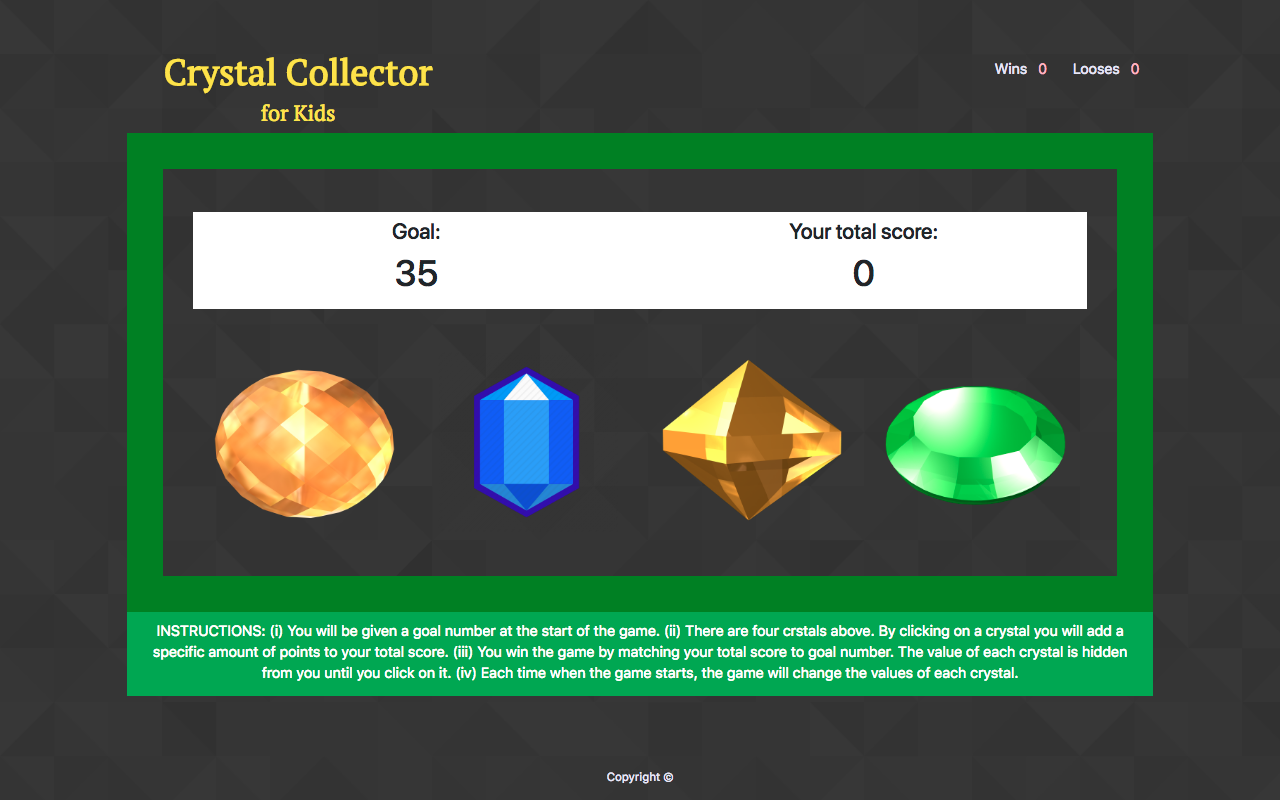 Crystal Collector
for Kids
Wins 0 Looses 0
Goal:
35
Your total score:
0
INSTRUCTIONS: (i) You will be given a goal number at the start of the game. (ii) There are four crstals above. By clicking on a crystal you will add a
specific amount of points to your total score. (iii) You win the game by matching your total score to goal number. The value of each crystal is hidden
from you until you click on it. (iv) Each time when the game starts, the game will change the values of each crystal.
Copyright ©